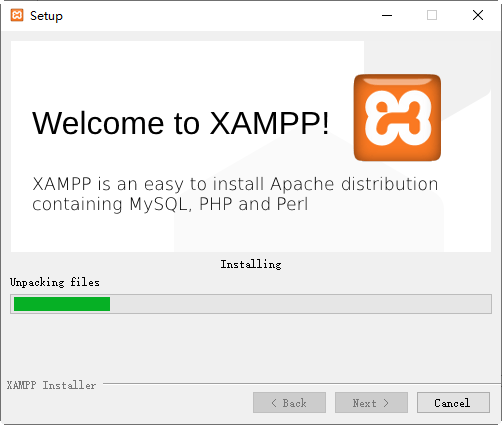 Setup
Welcome to XAMPP!
XAMPP is an easy to install Apache distribution
containing MySQL, PHP and Perl
Installing
Unpacking files
XAMPP Installer
< Back
Next >
Cancel